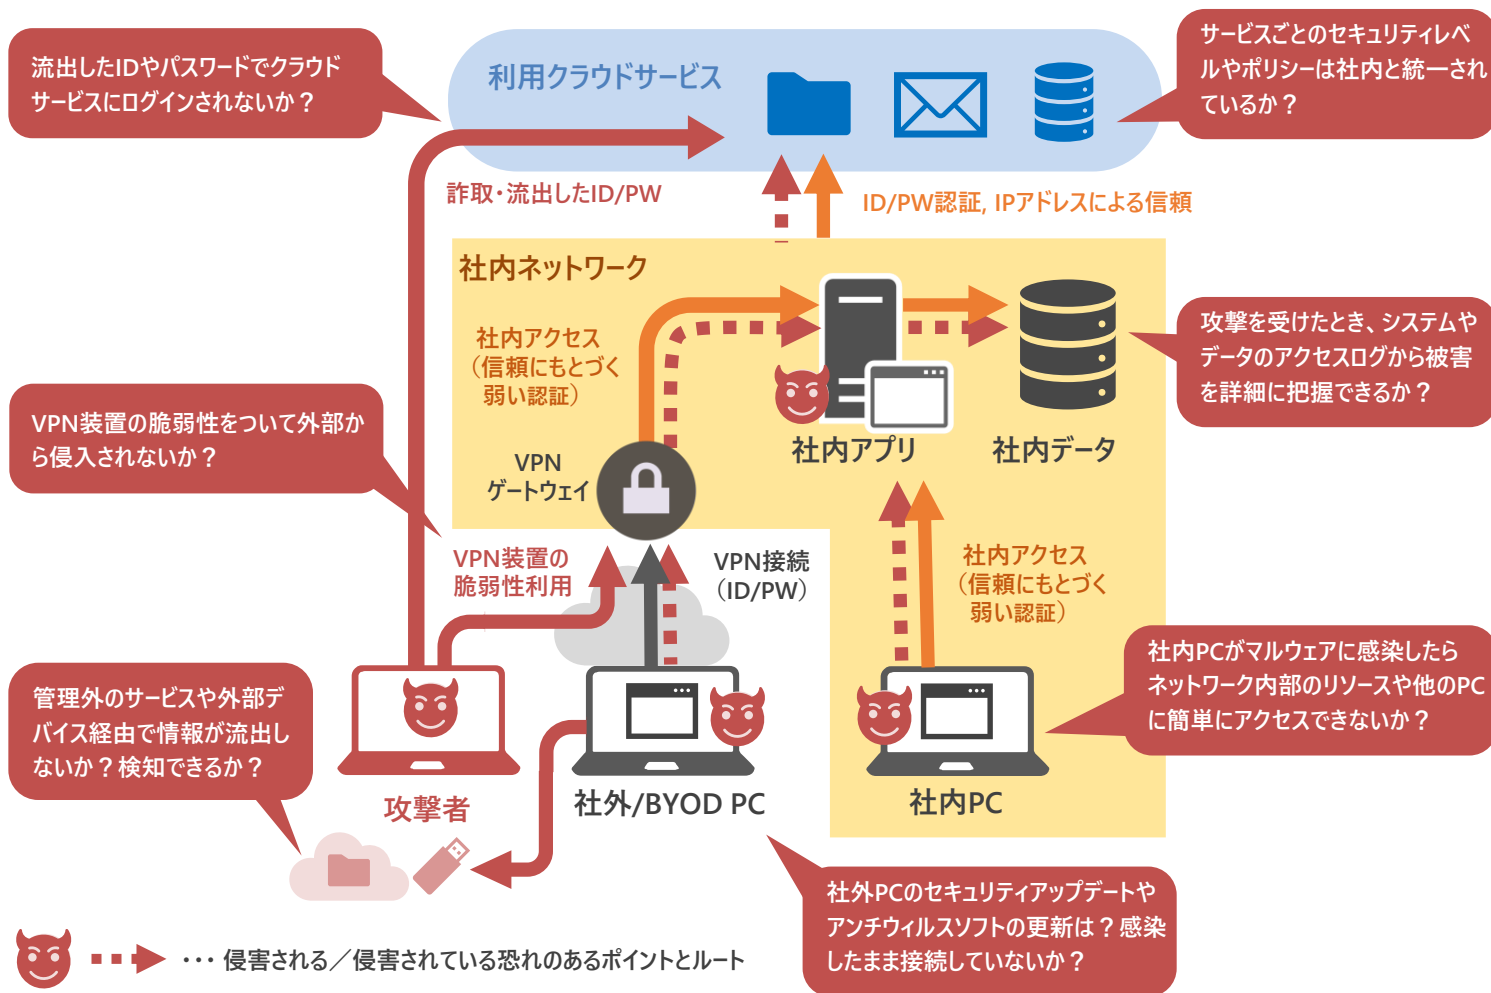 流出したIDやパスワードでクラウド
サービスにログインされないか？
利用クラウドサービス
サービスごとのセキュリティレベ
ルやポリシーは社内と統一され
ているか？
詐取・流出したID/PW
ID/PW認証, IPアドレスによる信頼
社内ネットワーク
社内アクセス
（信頼にもとづく
弱い認証）
攻撃を受けたとき、システムや
データのアクセスログから被害
を詳細に把握できるか？
VPN装置の脆弱性をついて外部か
ら侵入されないか？
社内アプリ
社内データ
VPN
ゲートウェイ
VPN装置の
脆弱性利用
VPN接続
（ID/PW）
社内アクセス
（信頼にもとづく
弱い認証）
管理外のサービスや外部デ
バイス経由で情報が流出し
ないか？検知できるか？
社内PCがマルウェアに感染したら
ネットワーク内部のリソースや他のPC
に簡単にアクセスできないか？
攻撃者
社外/BYOD PC
社内PC
社外PCのセキュリティアップデートや
アンチウィルスソフトの更新は？感染
したまま接続していないか？
・・・ 侵害される／侵害されている恐れのあるポイントとルート